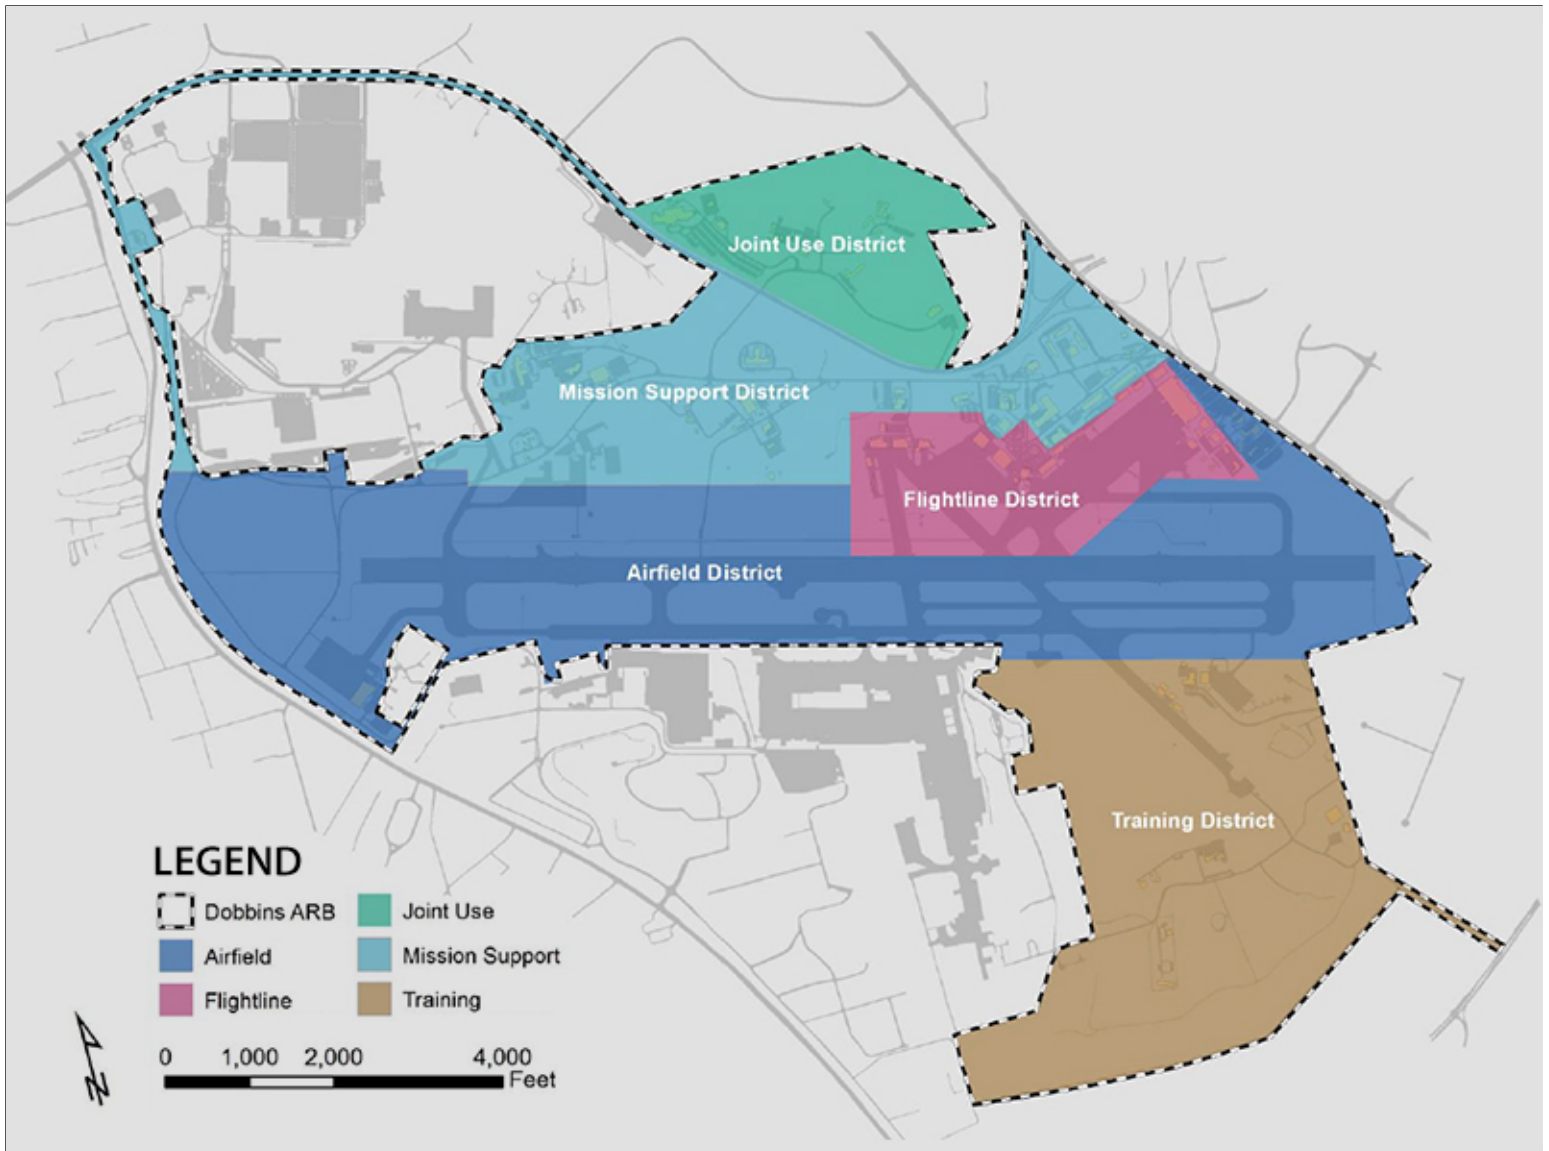 Joint Use District
Mission Support District
Flightline District
Airfield District
Training District
LEGEND
Dobbins ARB
Joint Use
Airfield
Mission Support
Flightline
Training
0 1,000 2,000 4,000
Feet
N